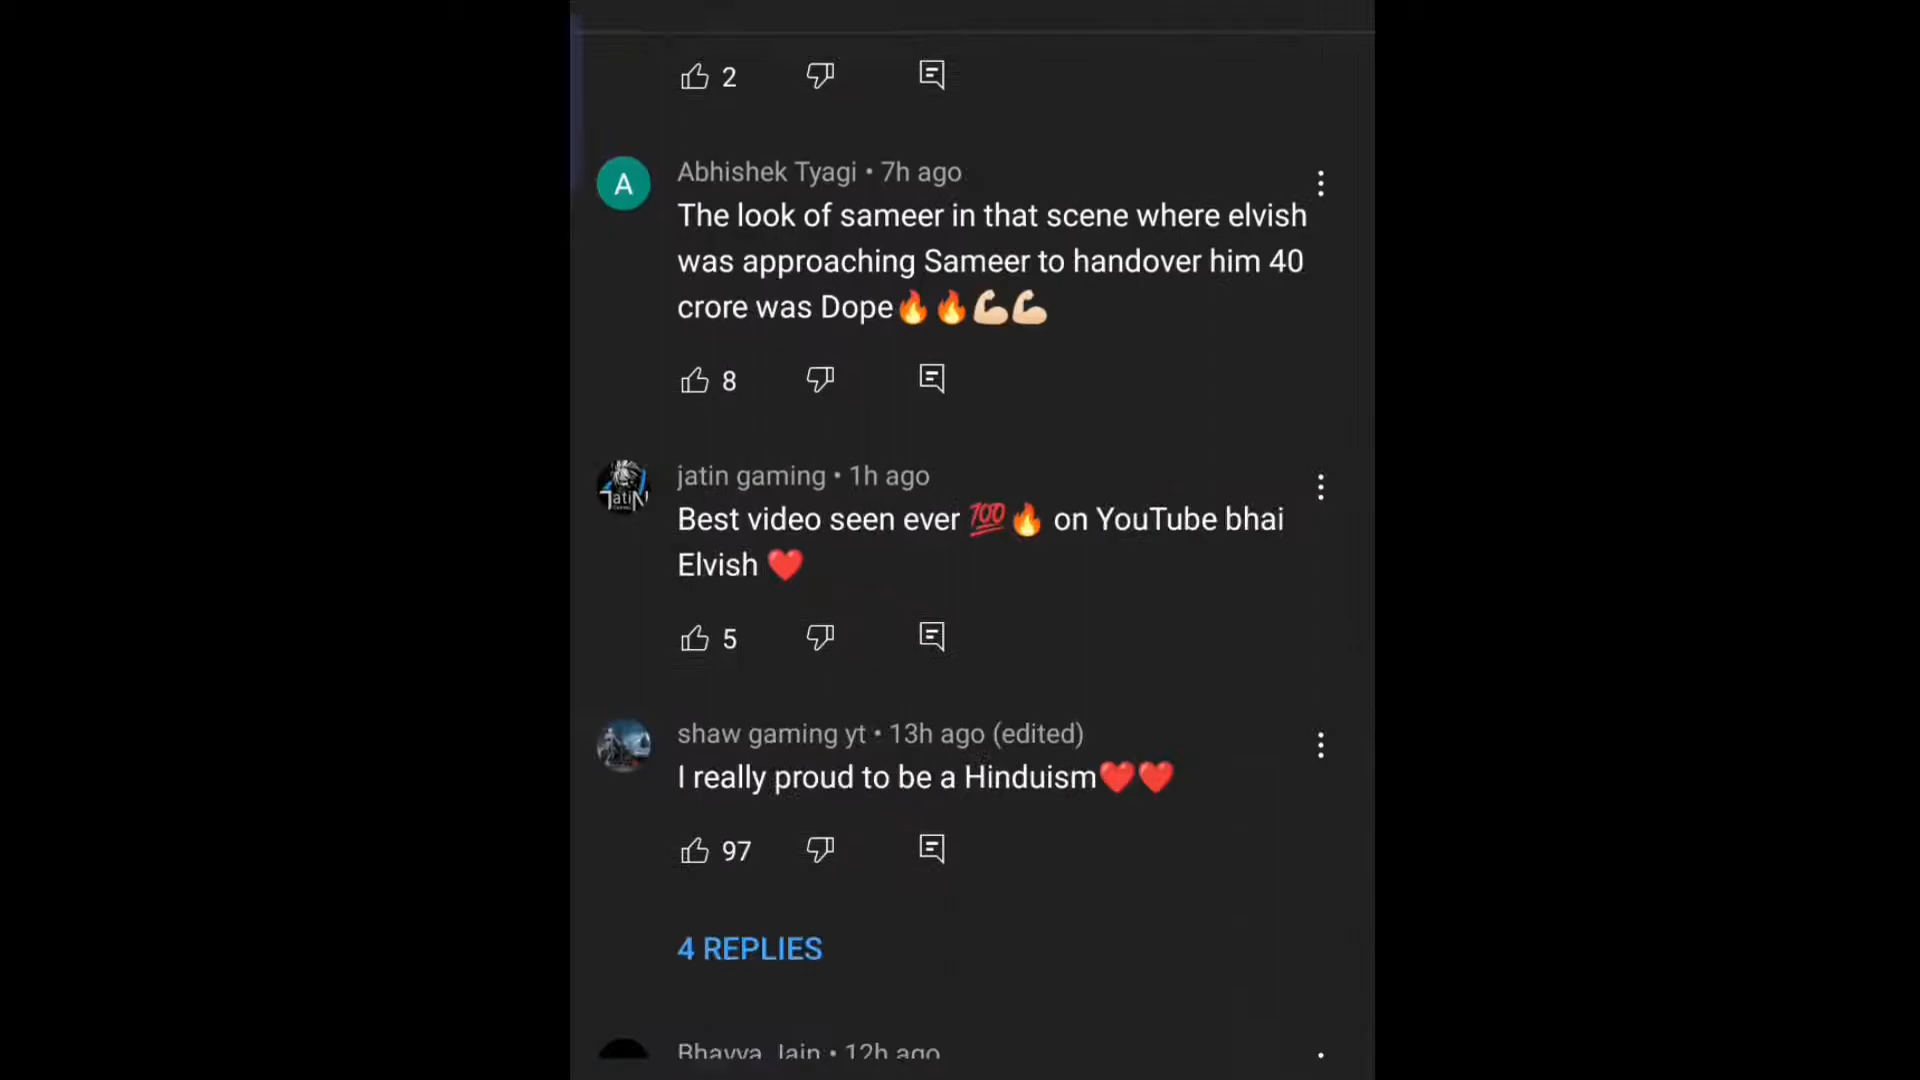 2
A
Abhishek Tyagi • 7h ago
The look of sameer in that scene where elvish
was approaching Sameer to handover him 40
crore was Dope🔥🔥💪🏻💪🏻
8
JatiN
jatin gaming • 1h ago
Best video seen ever 💯🔥 on YouTube bhai
Elvish ❤️
5
shaw gaming yt • 13h ago (edited)
I really proud to be a Hinduism❤️❤️
97
4 REPLIES
Bhavya Jain • 12h ago